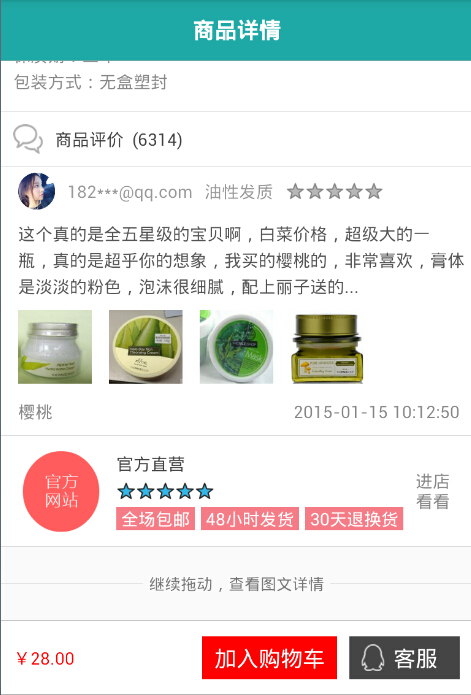 商品详情
包装方式：无盒塑封
商品评价 (6314)
182***@qq.com 油性发质
这个真的是全五星级的宝贝啊，白菜价格，超级大的一
瓶，真的是超乎你的想象，我买的樱桃的，非常喜欢，膏体
是淡淡的粉色，泡沫很细腻，配上丽子送的...
樱桃
2015-01-15 10:12:50
官方
网站
官方直营
全场包邮 48小时发货 30天退换货
进店
看看
继续拖动，查看图文详情
￥28.00
加入购物车
客服